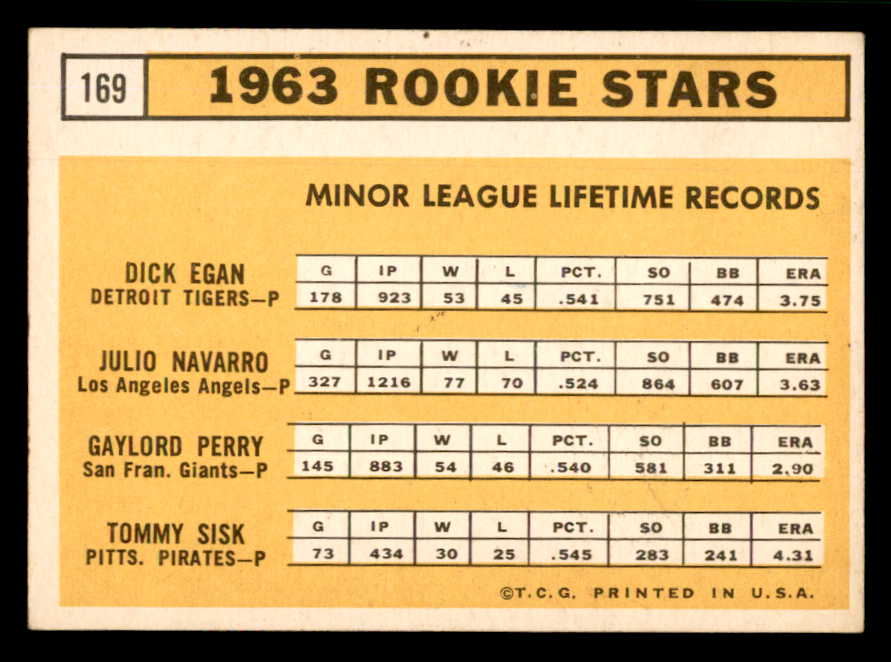 169 1963 ROOKIE STARS
MINOR LEAGUE LIFETIME RECORDS
DICK EGAN G IP W L PCT. SO BB ERA
DETROIT TIGERS—P 178 923 53 45 .541 751 474 3.75
JULIO NAVARRO G IP W L PCT. SO BB ERA
Los Angeles Angels—P 327 1216 77 70 .524 864 607 3.63
GAYLORD PERRY G IP W L PCT. SO BB ERA
San Fran. Giants—P 145 883 54 46 .540 581 311 2.90
TOMMY SISK G IP W L PCT. SO BB ERA
PITTS. PIRATES—P 73 434 30 25 .545 283 241 4.31
©T.C.G. PRINTED IN U.S.A.